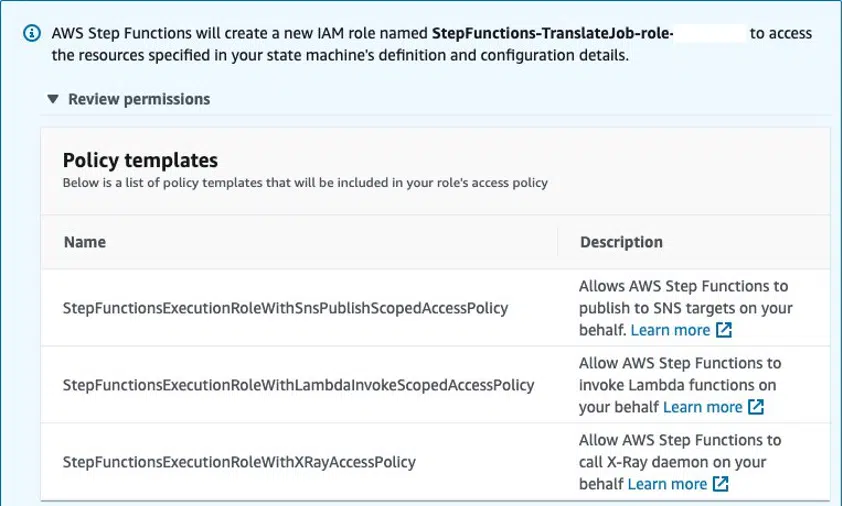 AWS Step Functions will create a new IAM role named StepFunctions-TranslateJob-role- to access
the resources specified in your state machine's definition and configuration details.
Review permissions
Policy templates
Below is a list of policy templates that will be included in your role's access policy
Name Description
StepFunctionsExecutionRoleWithSnsPublishScopedAccessPolicy
Allows AWS Step Functions to
publish to SNS targets on your
behalf. Learn more
StepFunctionsExecutionRoleWithLambdaInvokeScopedAccessPolicy
Allow AWS Step Functions to
invoke Lambda functions on
your behalf Learn more
StepFunctionsExecutionRoleWithXRayAccessPolicy
Allow AWS Step Functions to
call X-Ray daemon on your
behalf Learn more